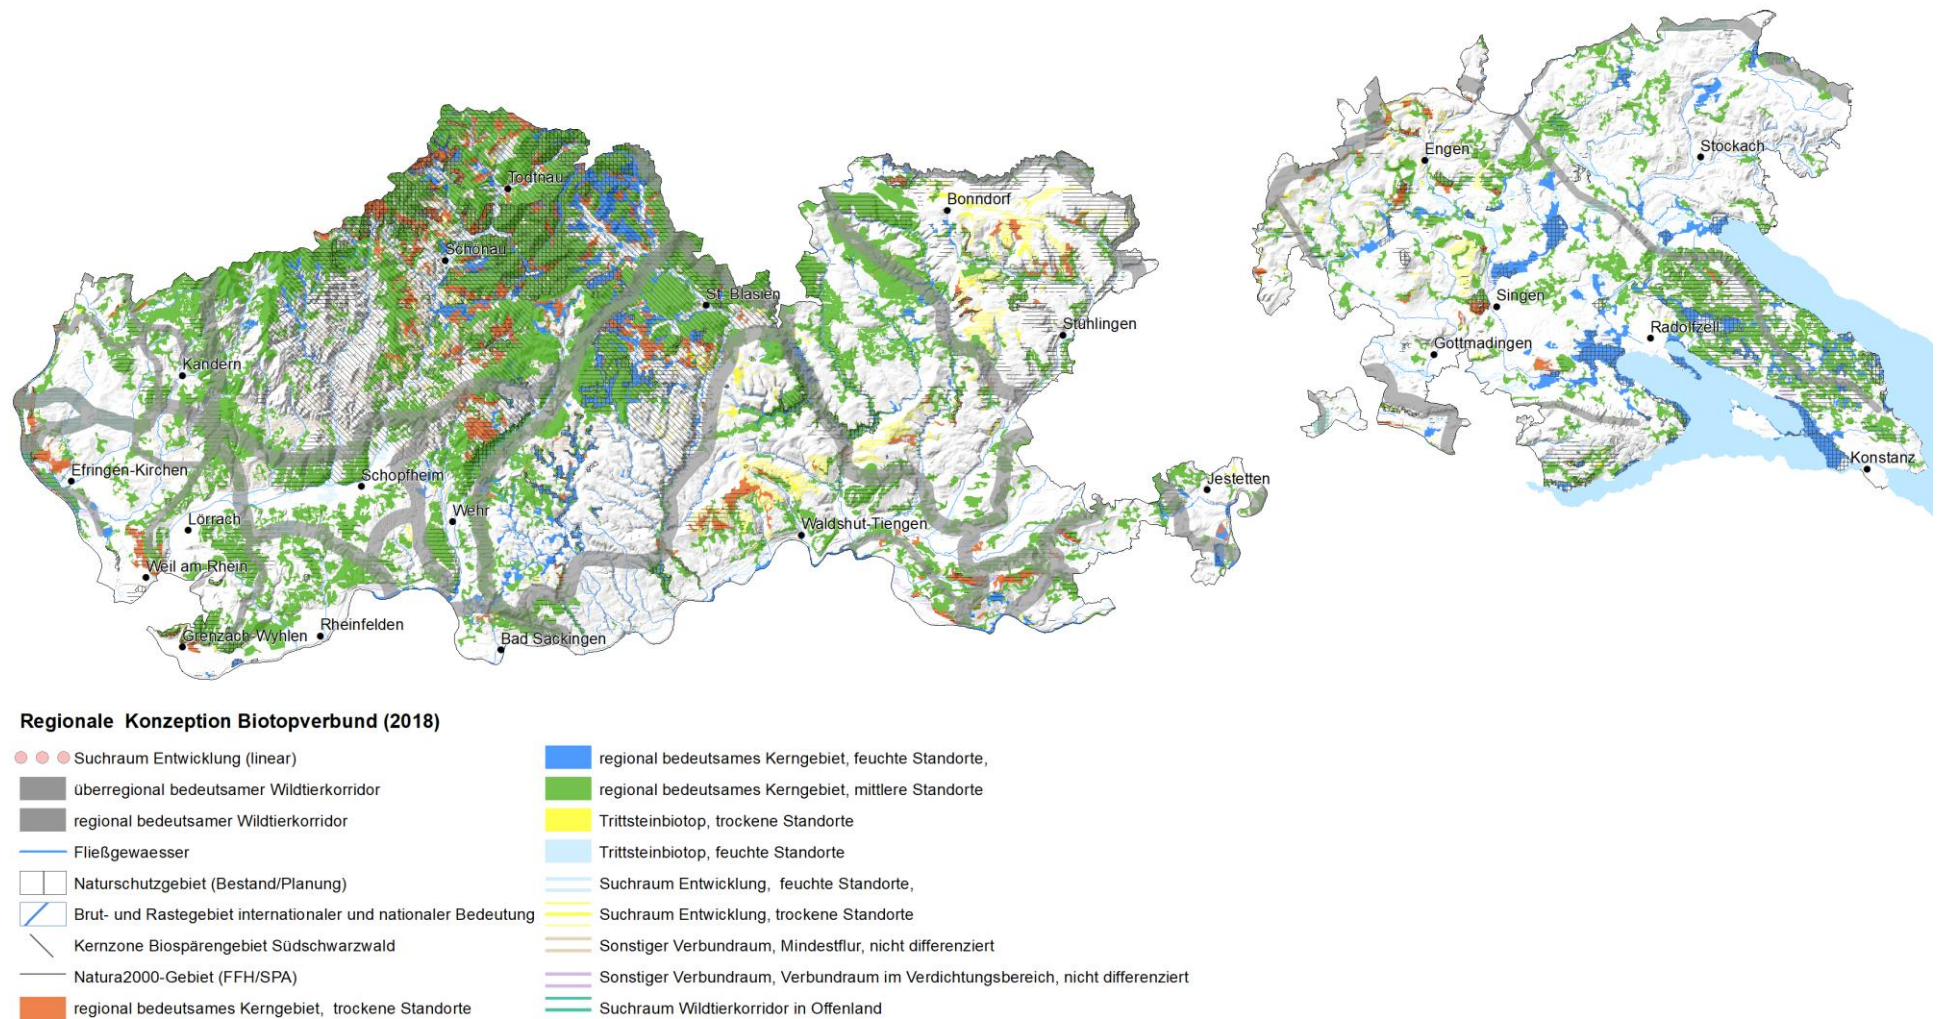 Stockach
Engen
Todtnau
Bonndorf
Schönau
St. Blasien
Singen
Stühlingen
Radolfzell
Gottmadingen
Kandern
Konstanz
Efringen-Kirchen
Schopfheim
Jestetten
Wehr
Lörrach
Waldshut-Tiengen
Weil am Rhein
Rheinfelden
Grenzach-Wyhlen
Bad Säckingen
Regionale Konzeption Biotopverbund (2018)
Suchraum Entwicklung (linear)
überregional bedeutsamer Wildtierkorridor
regional bedeutsamer Wildtierkorridor
Fließgewaesser
Naturschutzgebiet (Bestand/Planung)
Brut- und Rastegebiet internationaler und nationaler Bedeutung
Kernzone Biospärengebiet Südschwarzwald
Natura2000-Gebiet (FFH/SPA)
regional bedeutsames Kerngebiet, trockene Standorte
regional bedeutsames Kerngebiet, feuchte Standorte,
regional bedeutsames Kerngebiet, mittlere Standorte
Trittsteinbiotop, trockene Standorte
Trittsteinbiotop, feuchte Standorte
Suchraum Entwicklung, feuchte Standorte,
Suchraum Entwicklung, trockene Standorte
Sonstiger Verbundraum, Mindestflur, nicht differenziert
Sonstiger Verbundraum, Verbundraum im Verdichtungsbereich, nicht differenziert
Suchraum Wildtierkorridor in Offenland